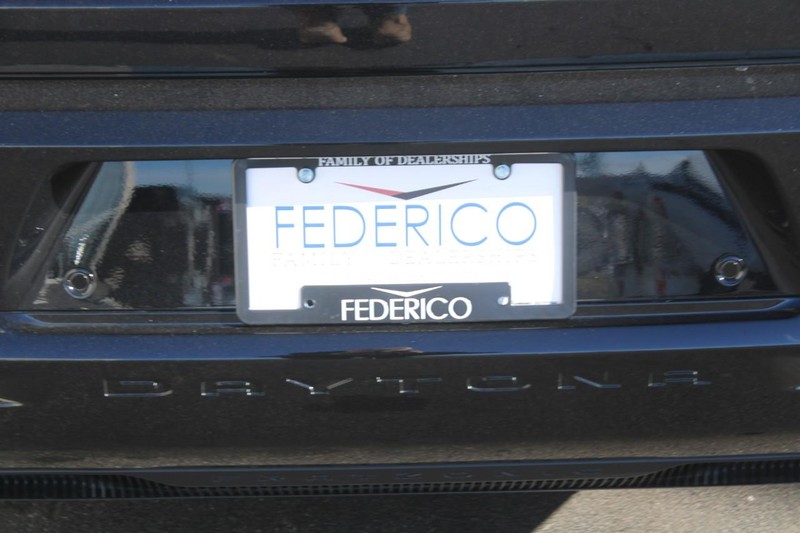 FAMILY OF DEALERSHIPS
FEDERICO
FAMILY DEALERSHIPS
FEDERICO
DAYTONA